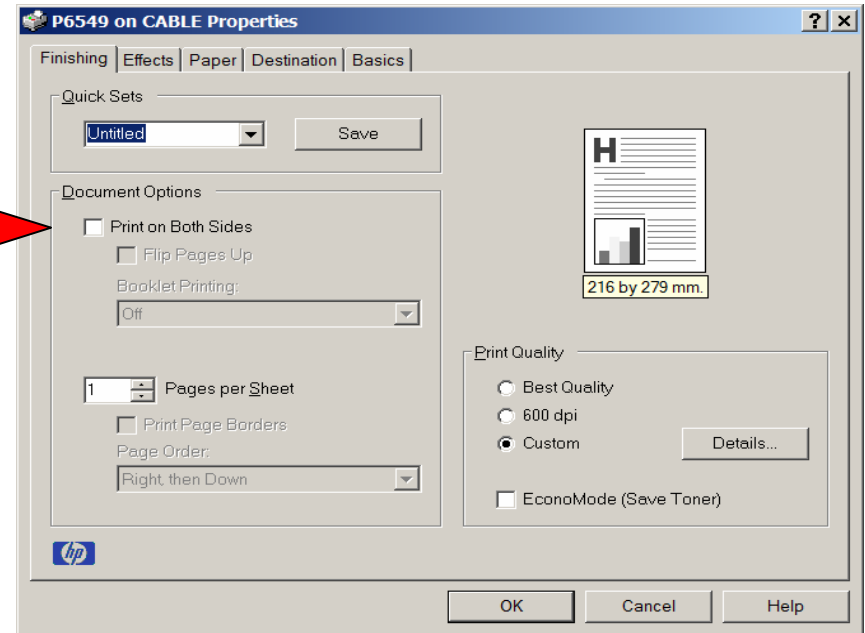 P6549 on CABLE Properties
Finishing Effects Paper Destination Basics
Quick Sets
Untitled Save
Document Options
Print on Both Sides
Flip Pages Up
Booklet Printing:
Off
1 Pages per Sheet
Print Page Borders
Page Order:
Right, then Down
H
216 by 279 mm.
Print Quality
Best Quality
600 dpi
Custom Details...
EconoMode (Save Toner)
hp
OK Cancel Help